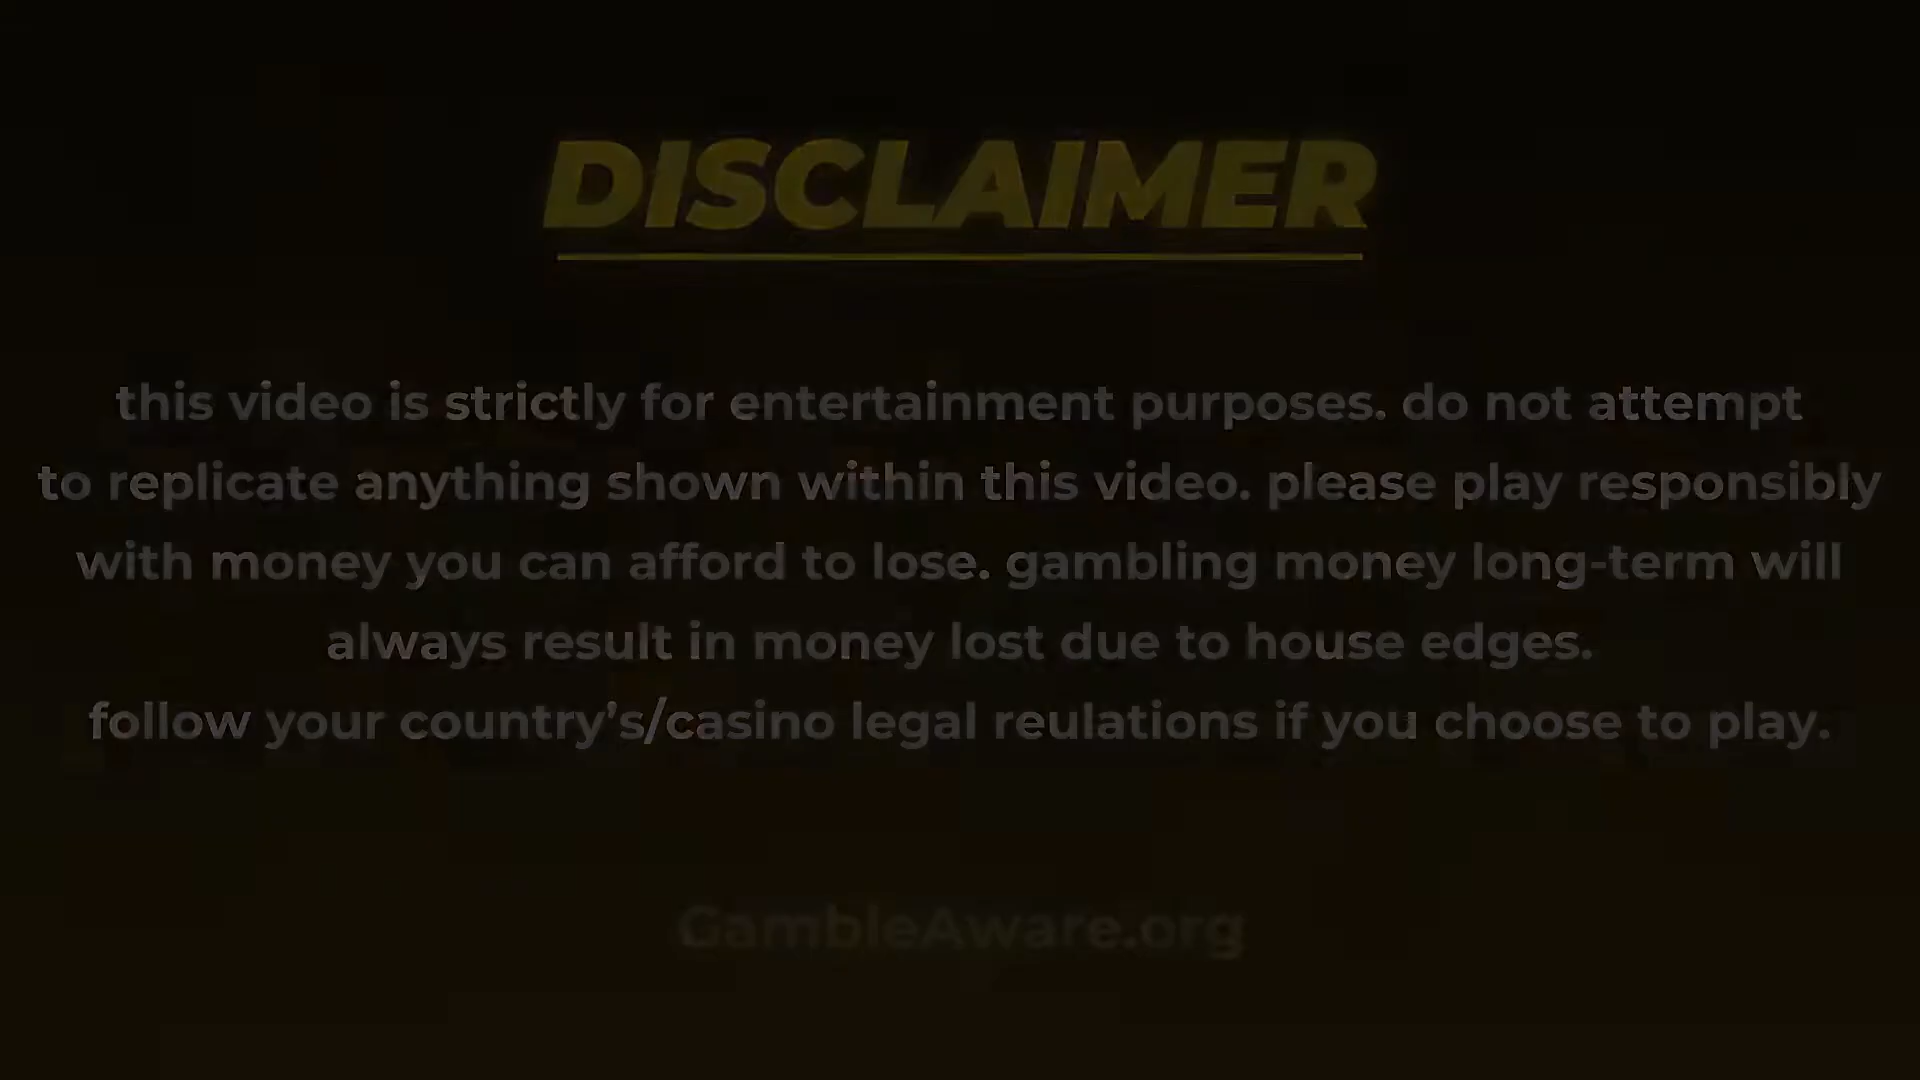 DISCLAIMER
this video is strictly for entertainment purposes. do not attempt
to replicate anything shown within this video. please play responsibly
with money you can afford to lose. gambling money long-term will
always result in money lost due to house edges.
follow your country's/casino legal reulations if you choose to play.
GambleAware.org